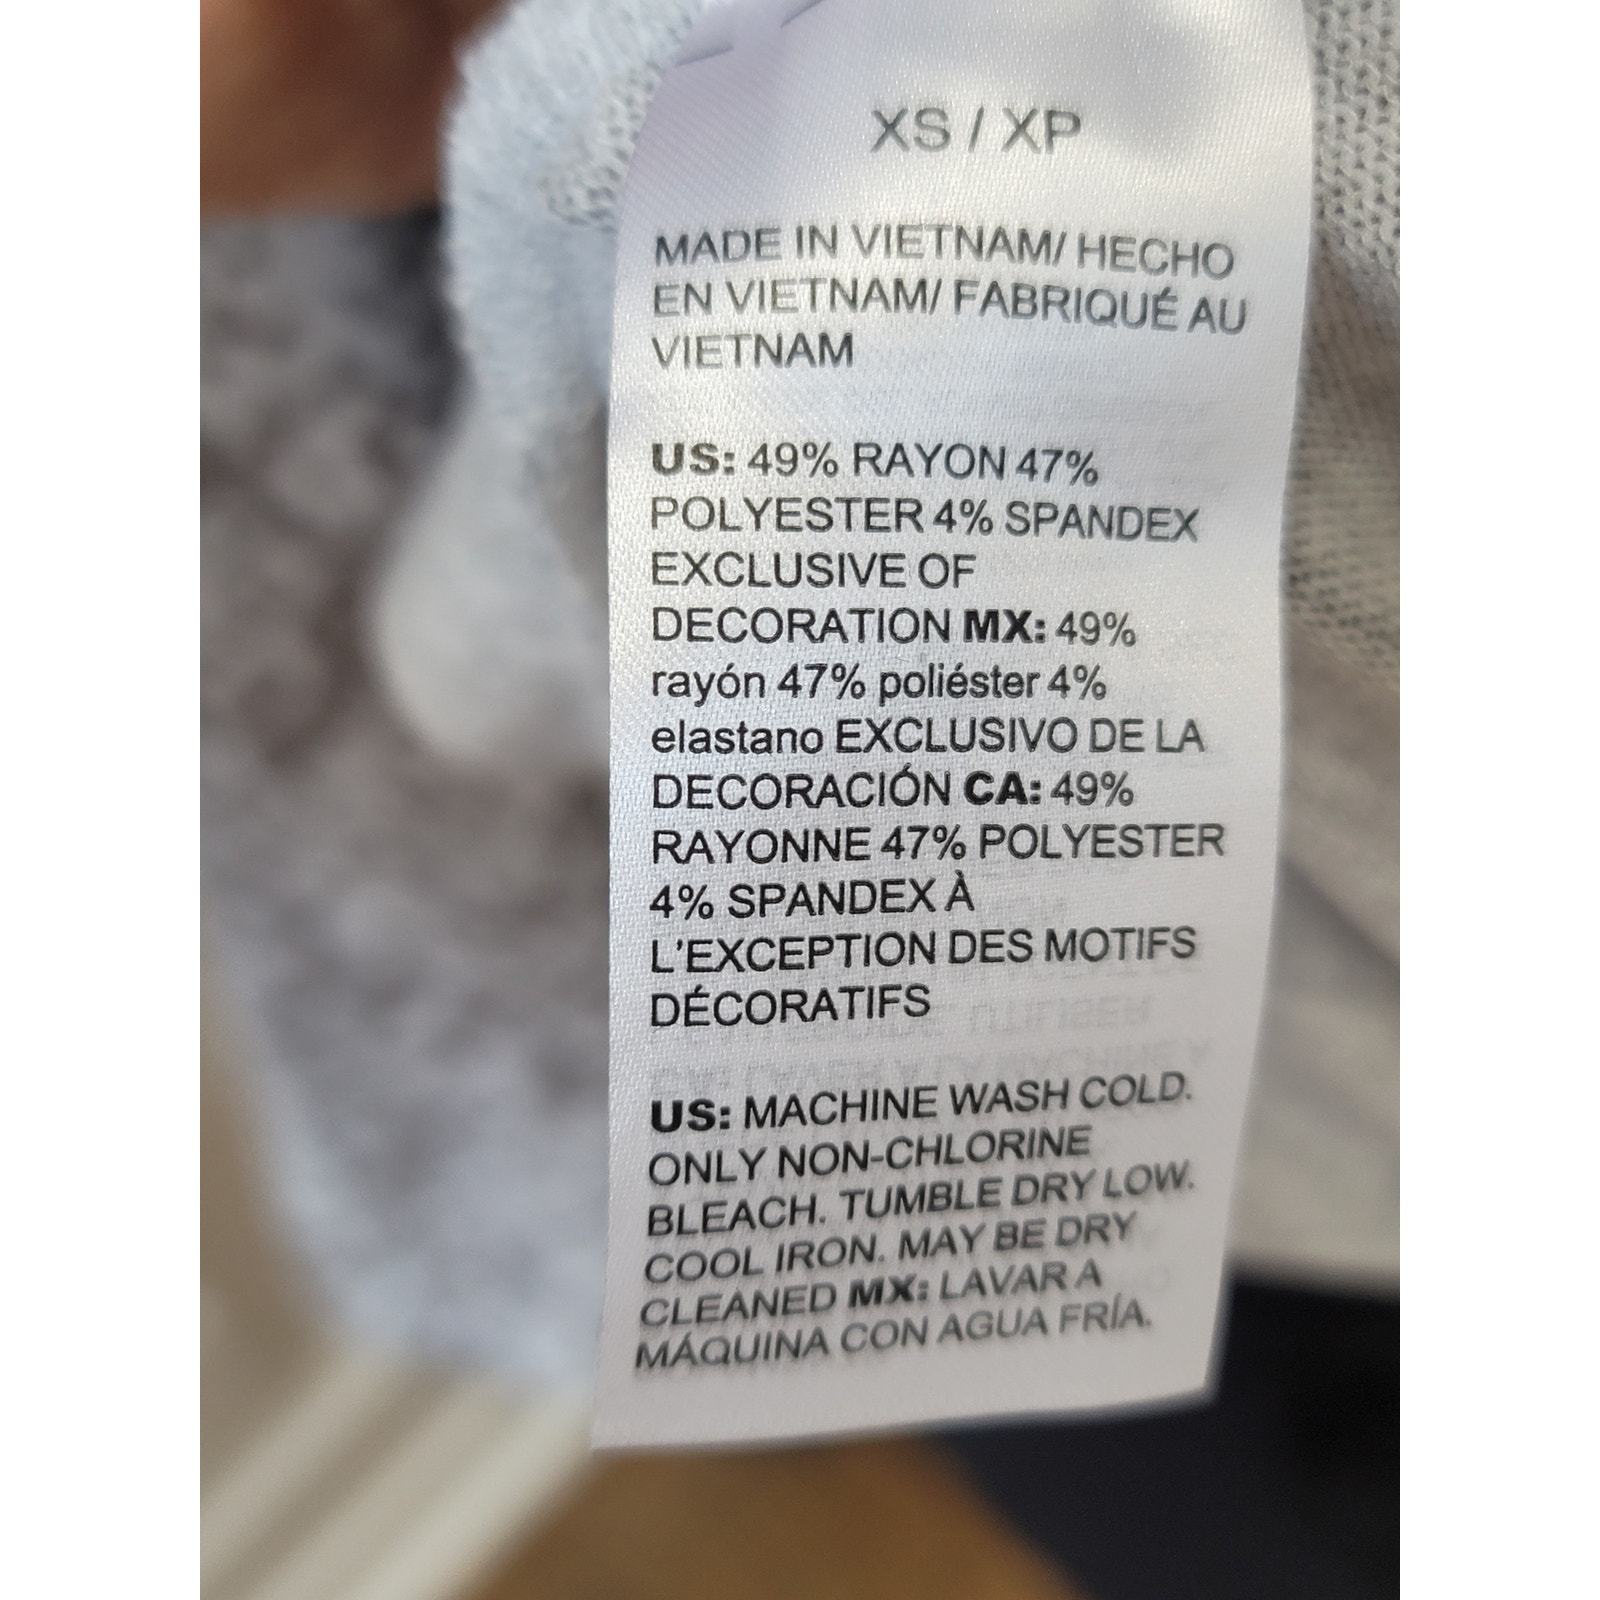 XS / XP
MADE IN VIETNAM/ HECHO
EN VIETNAM/ FABRIQUÉ AU
VIETNAM
US: 49% RAYON 47%
POLYESTER 4% SPANDEX
EXCLUSIVE OF
DECORATION MX: 49%
rayón 47% poliéster 4%
elastano EXCLUSIVO DE LA
DECORACIÓN CA: 49%
RAYONNE 47% POLYESTER
4% SPANDEX À
L'EXCEPTION DES MOTIFS
DÉCORATIFS
US: MACHINE WASH COLD.
ONLY NON-CHLORINE
BLEACH. TUMBLE DRY LOW.
COOL IRON. MAY BE DRY
CLEANED MX: LAVAR A
MÁQUINA CON AGUA FRÍA.